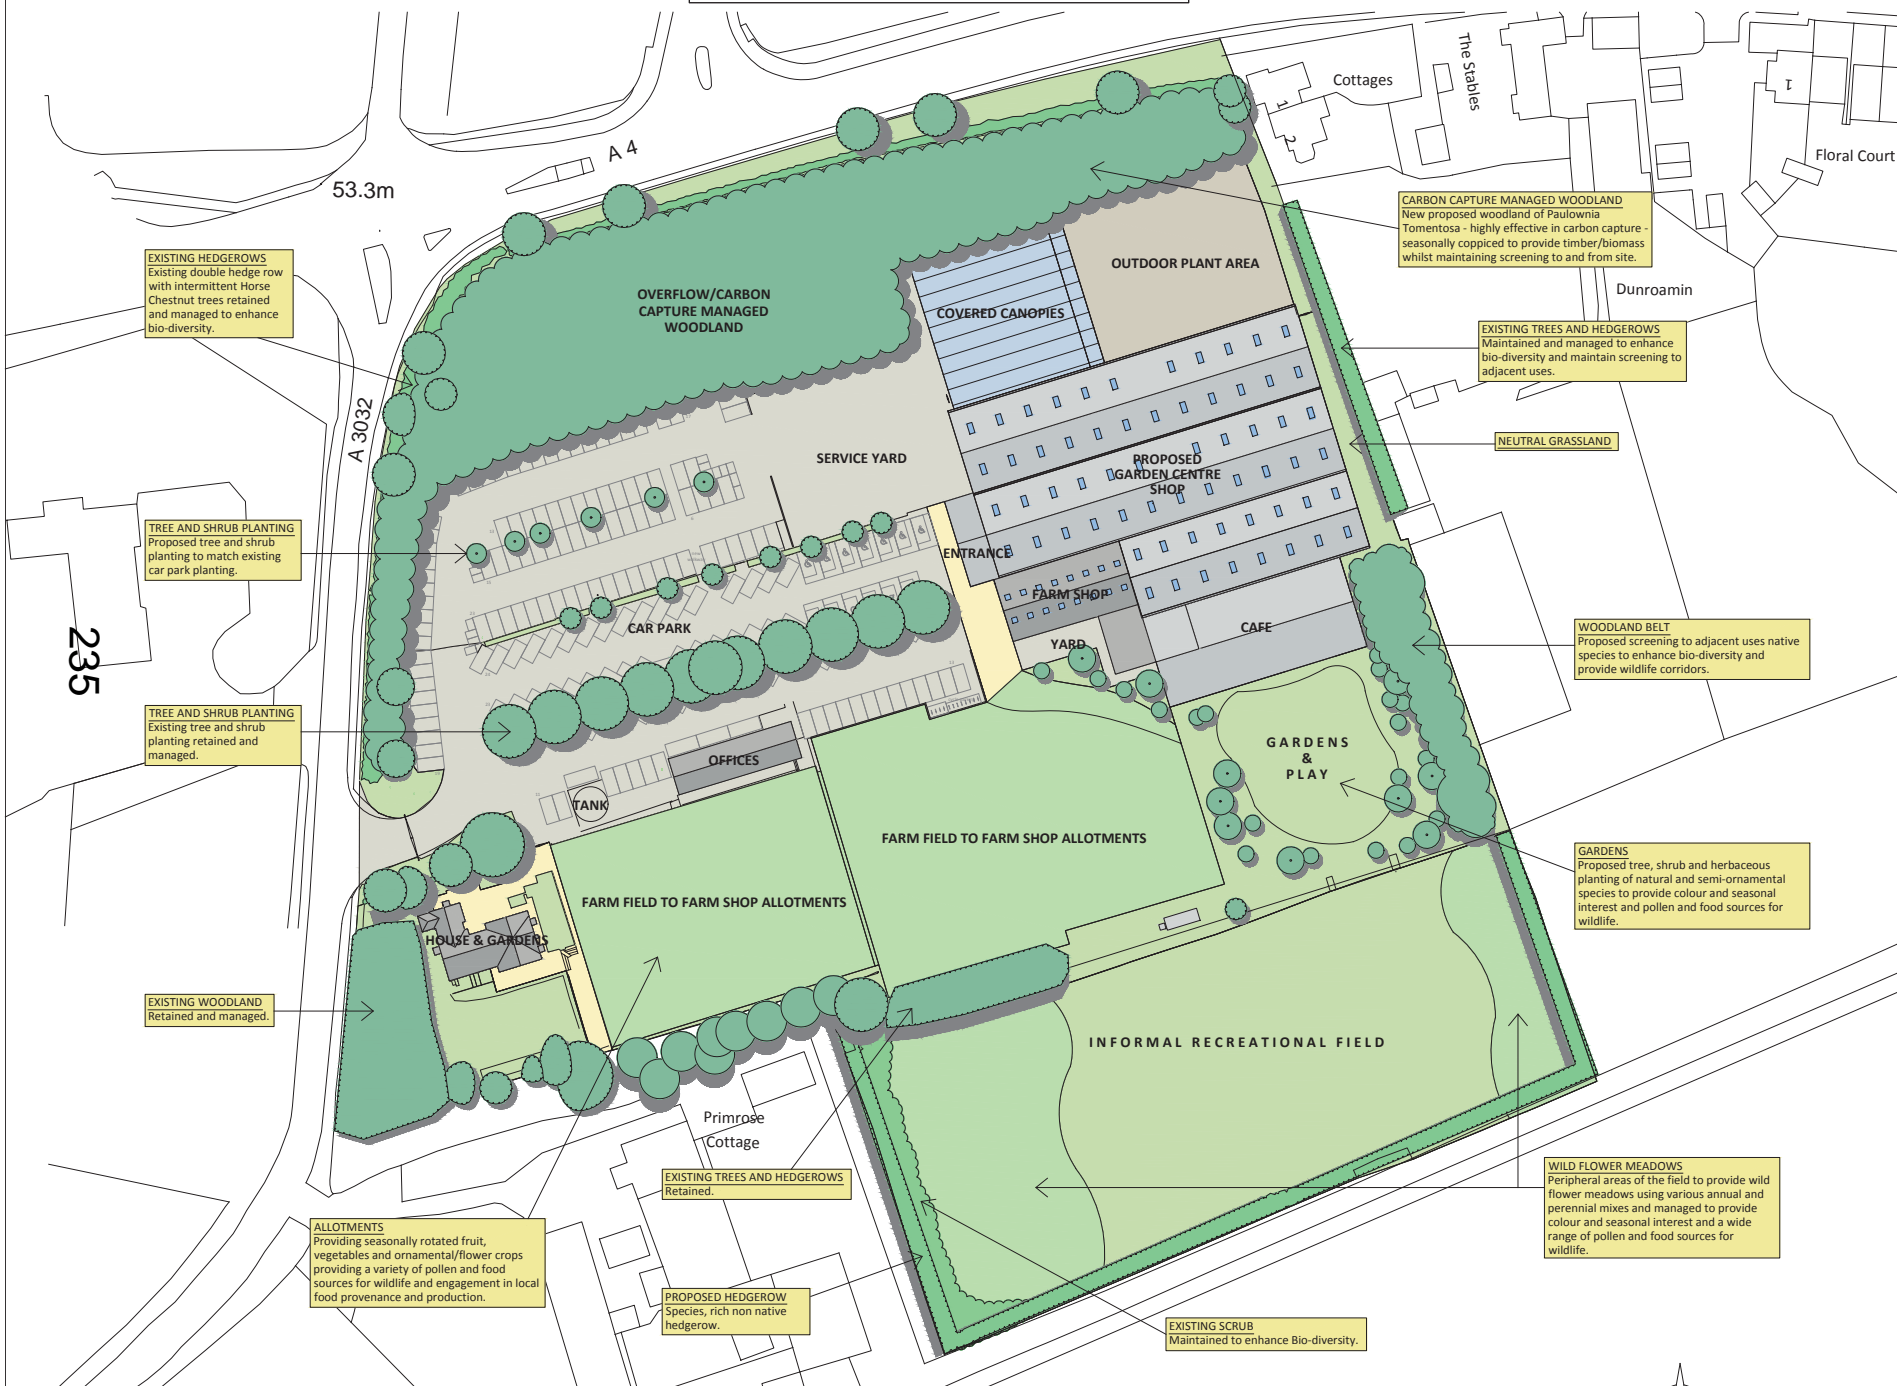 The Stables
Cottages
1
2
1
Floral Court
A 4
53.3m
CARBON CAPTURE MANAGED WOODLAND
New proposed woodland of Paulownia
Tomentosa - highly effective in carbon capture -
seasonally coppiced to provide timber/biomass
whilst maintaining screening to and from site.
EXISTING HEDGEROWS
Existing double hedge row
with intermittent Horse
Chestnut trees retained
and managed to enhance
bio-diversity.
OUTDOOR PLANT AREA
Dunroamin
OVERFLOW/CARBON
CAPTURE MANAGED
WOODLAND
COVERED CANOPIES
EXISTING TREES AND HEDGEROWS
Maintained and managed to enhance
bio-diversity and maintain screening to
adjacent uses.
A 3032
NEUTRAL GRASSLAND
SERVICE YARD
PROPOSED
GARDEN CENTRE
SHOP
TREE AND SHRUB PLANTING
Proposed tree and shrub
planting to match existing
car park planting.
ENTRANCE
FARM SHOP
CAR PARK
CAFE
YARD
WOODLAND BELT
Proposed screening to adjacent uses native
species to enhance bio-diversity and
provide wildlife corridors.
235
TREE AND SHRUB PLANTING
Existing tree and shrub
planting retained and
managed.
GARDENS
&
PLAY
OFFICES
TANK
FARM FIELD TO FARM SHOP ALLOTMENTS
GARDENS
Proposed tree, shrub and herbaceous
planting of natural and semi-ornamental
species to provide colour and seasonal
interest and pollen and food sources for
wildlife.
FARM FIELD TO FARM SHOP ALLOTMENTS
HOUSE & GARDENS
EXISTING WOODLAND
Retained and managed.
INFORMAL RECREATIONAL FIELD
Primrose
Cottage
EXISTING TREES AND HEDGEROWS
Retained.
WILD FLOWER MEADOWS
Peripheral areas of the field to provide wild
flower meadows using various annual and
perennial mixes and managed to provide
colour and seasonal interest and a wide
range of pollen and food sources for
wildlife.
ALLOTMENTS
Providing seasonally rotated fruit,
vegetables and ornamental/flower crops
providing a variety of pollen and food
sources for wildlife and engagement in local
food provenance and production.
PROPOSED HEDGEROW
Species, rich non native
hedgerow.
EXISTING SCRUB
Maintained to enhance Bio-diversity.